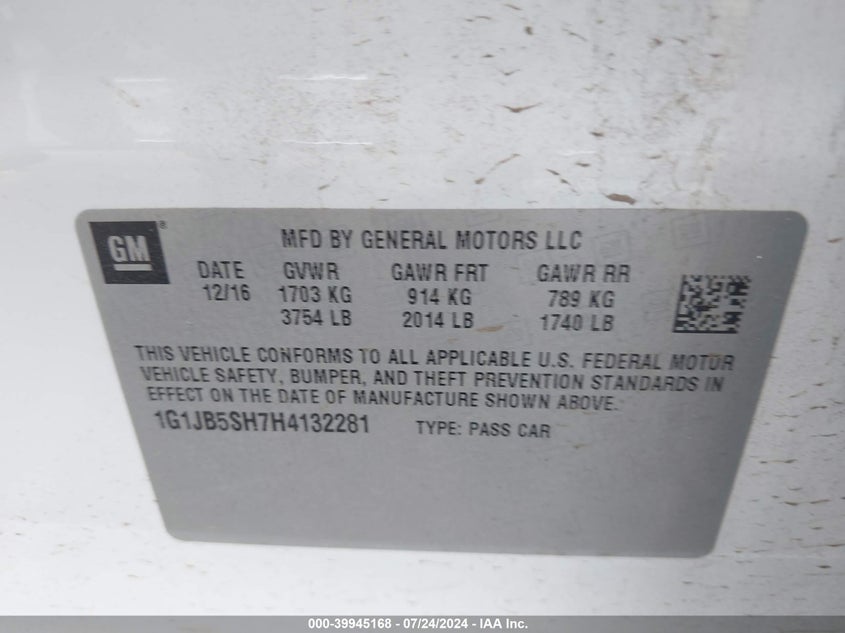 GM®
MFD BY GENERAL MOTORS LLC
DATE GVWR GAWR FRT GAWR RR
12/16 1703 KG 914 KG 789 KG
3754 LB 2014 LB 1740 LB
THIS VEHICLE CONFORMS TO ALL APPLICABLE U.S. FEDERAL MOTOR
VEHICLE SAFETY, BUMPER, AND THEFT PREVENTION STANDARDS IN
EFFECT ON THE DATE OF MANUFACTURE SHOWN ABOVE.
1G1JB5SH7H4132281 TYPE: PASS CAR
000-39945168 - 07/24/2024 - IAA Inc.